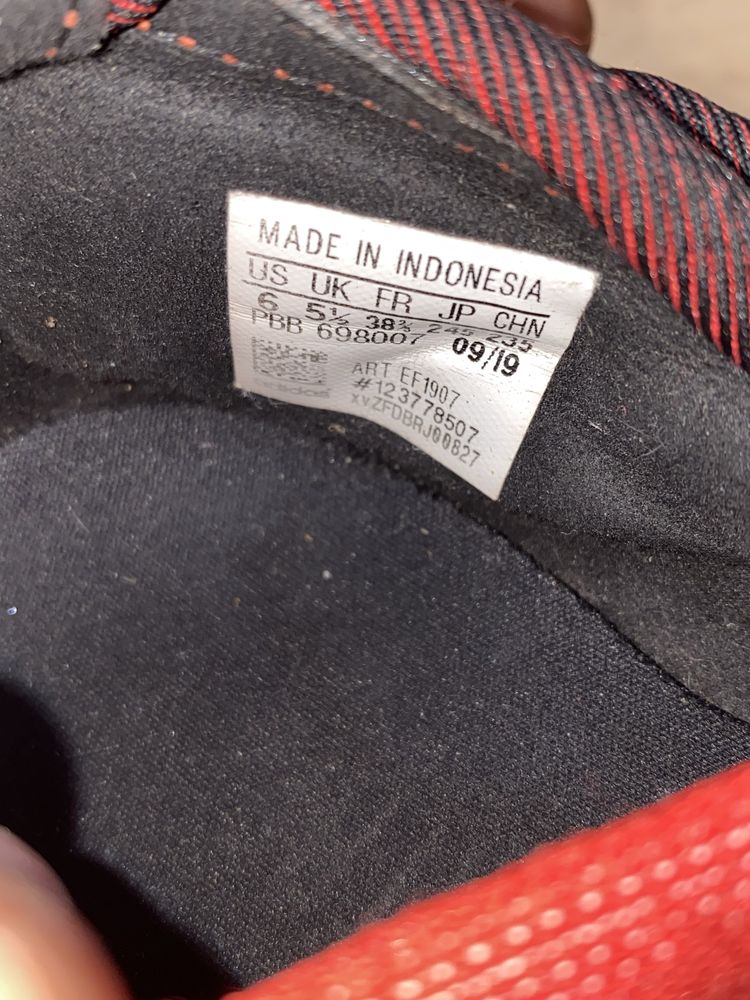 MADE IN INDONESIA
US UK FR JP CHN
6 5½ 38⅔ 245 235
PBB 698007 09/19
ART EF1907
#123778507
xvZFDBRJ00827